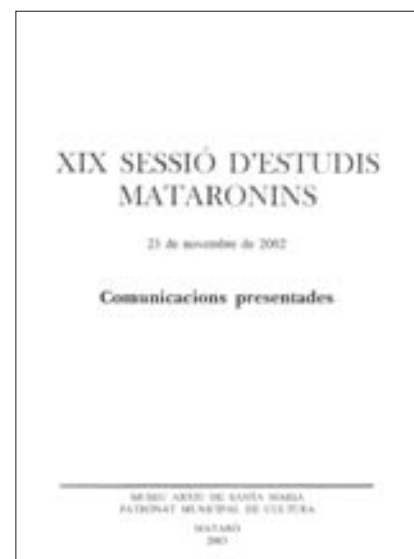 XIX SESSIÓ D'ESTUDIS
MATARONINS
23 de novembre de 2002
Comunicacions presentades
MUSEU ARXIU DE SANTA MARIA
PATRONAT MUNICIPAL DE CULTURA
MATARÓ
2003